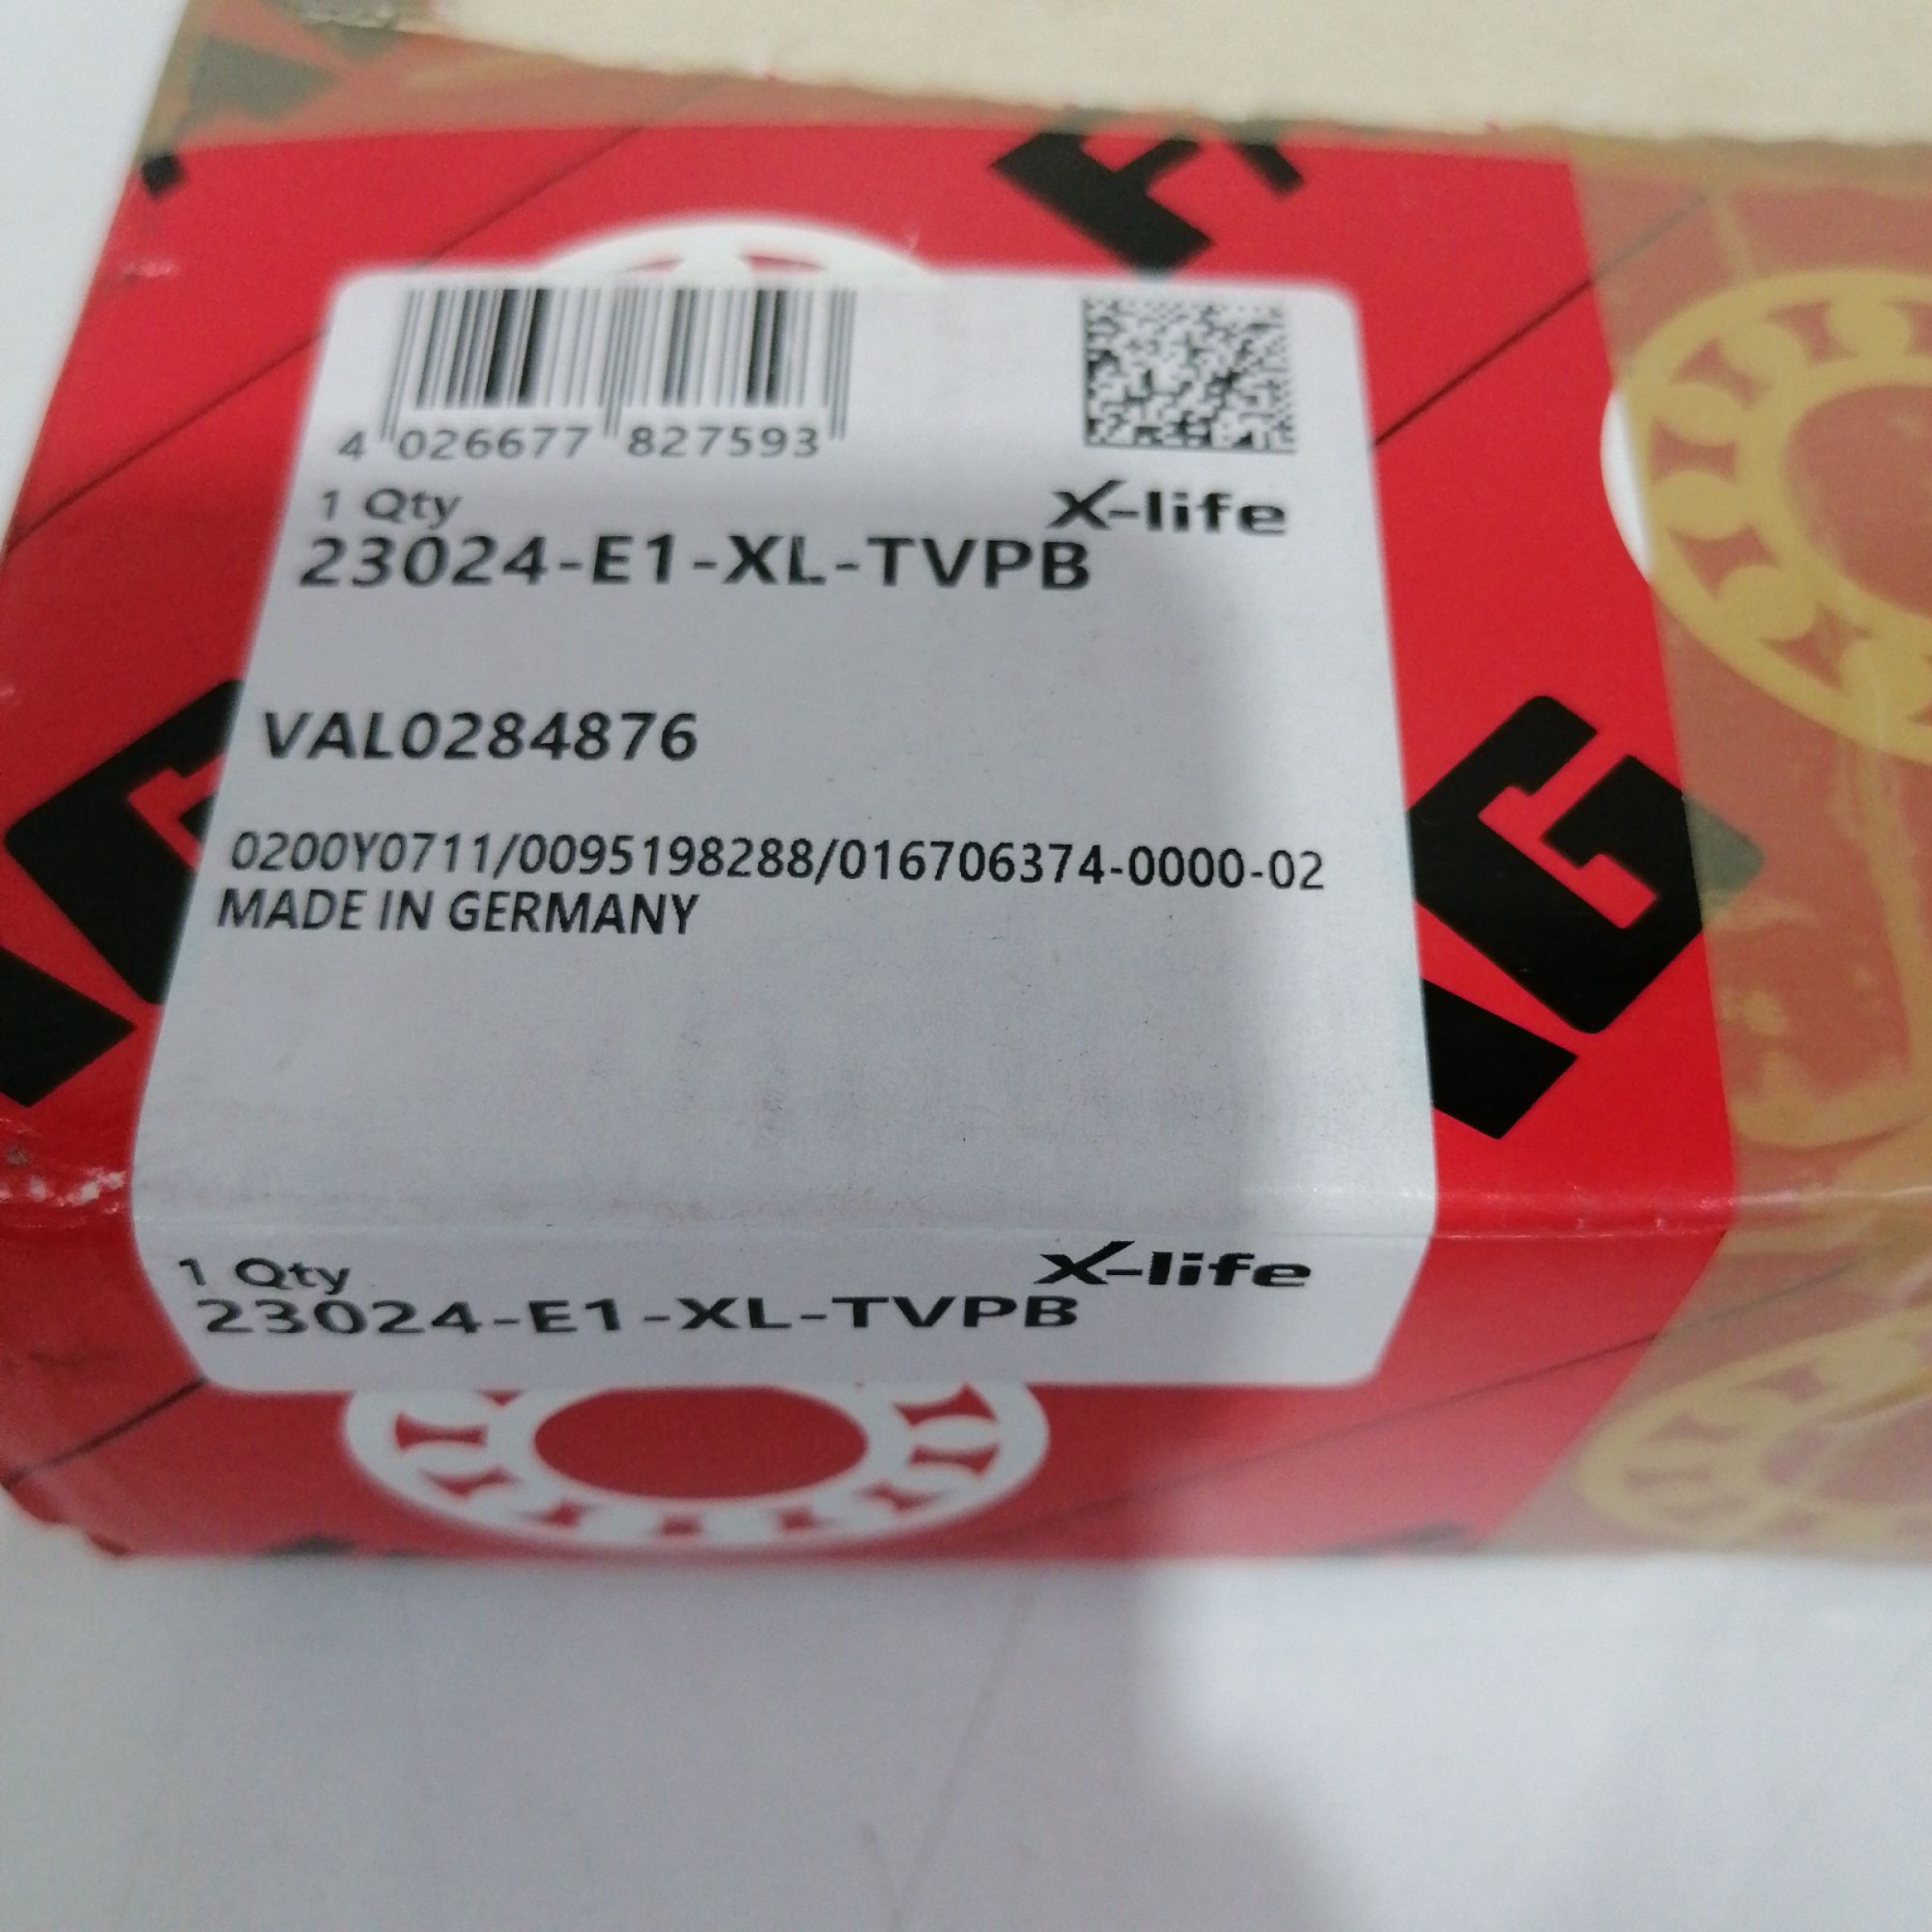 4 026677 827593
1 Qty
X-life
23024-E1-XL-TVPB
VAL0284876
0200Y0711/0095198288/016706374-0000-02
MADE IN GERMANY
1 Qty
X-life
23024-E1-XL-TVPB